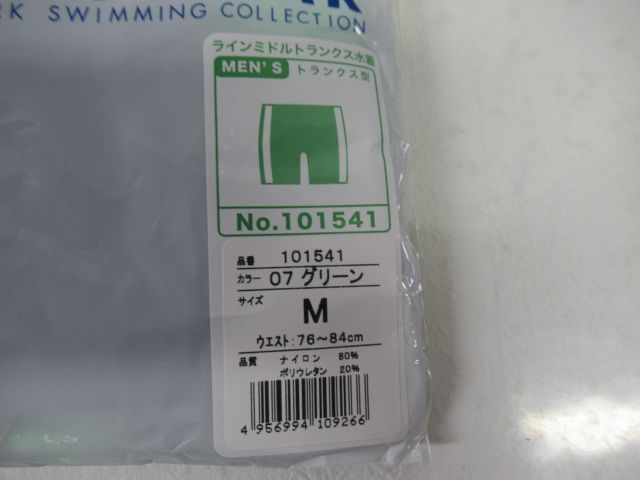 RK SWIMMING COLLECTION
ラインミドルトランクス水着
MEN'S トランクス型
No.101541
品番 101541
カラー 07 グリーン
サイズ
M
ウエスト:76〜84cm
品質 ナイロン 80%
ポリウレタン 20%
4 956994 109266